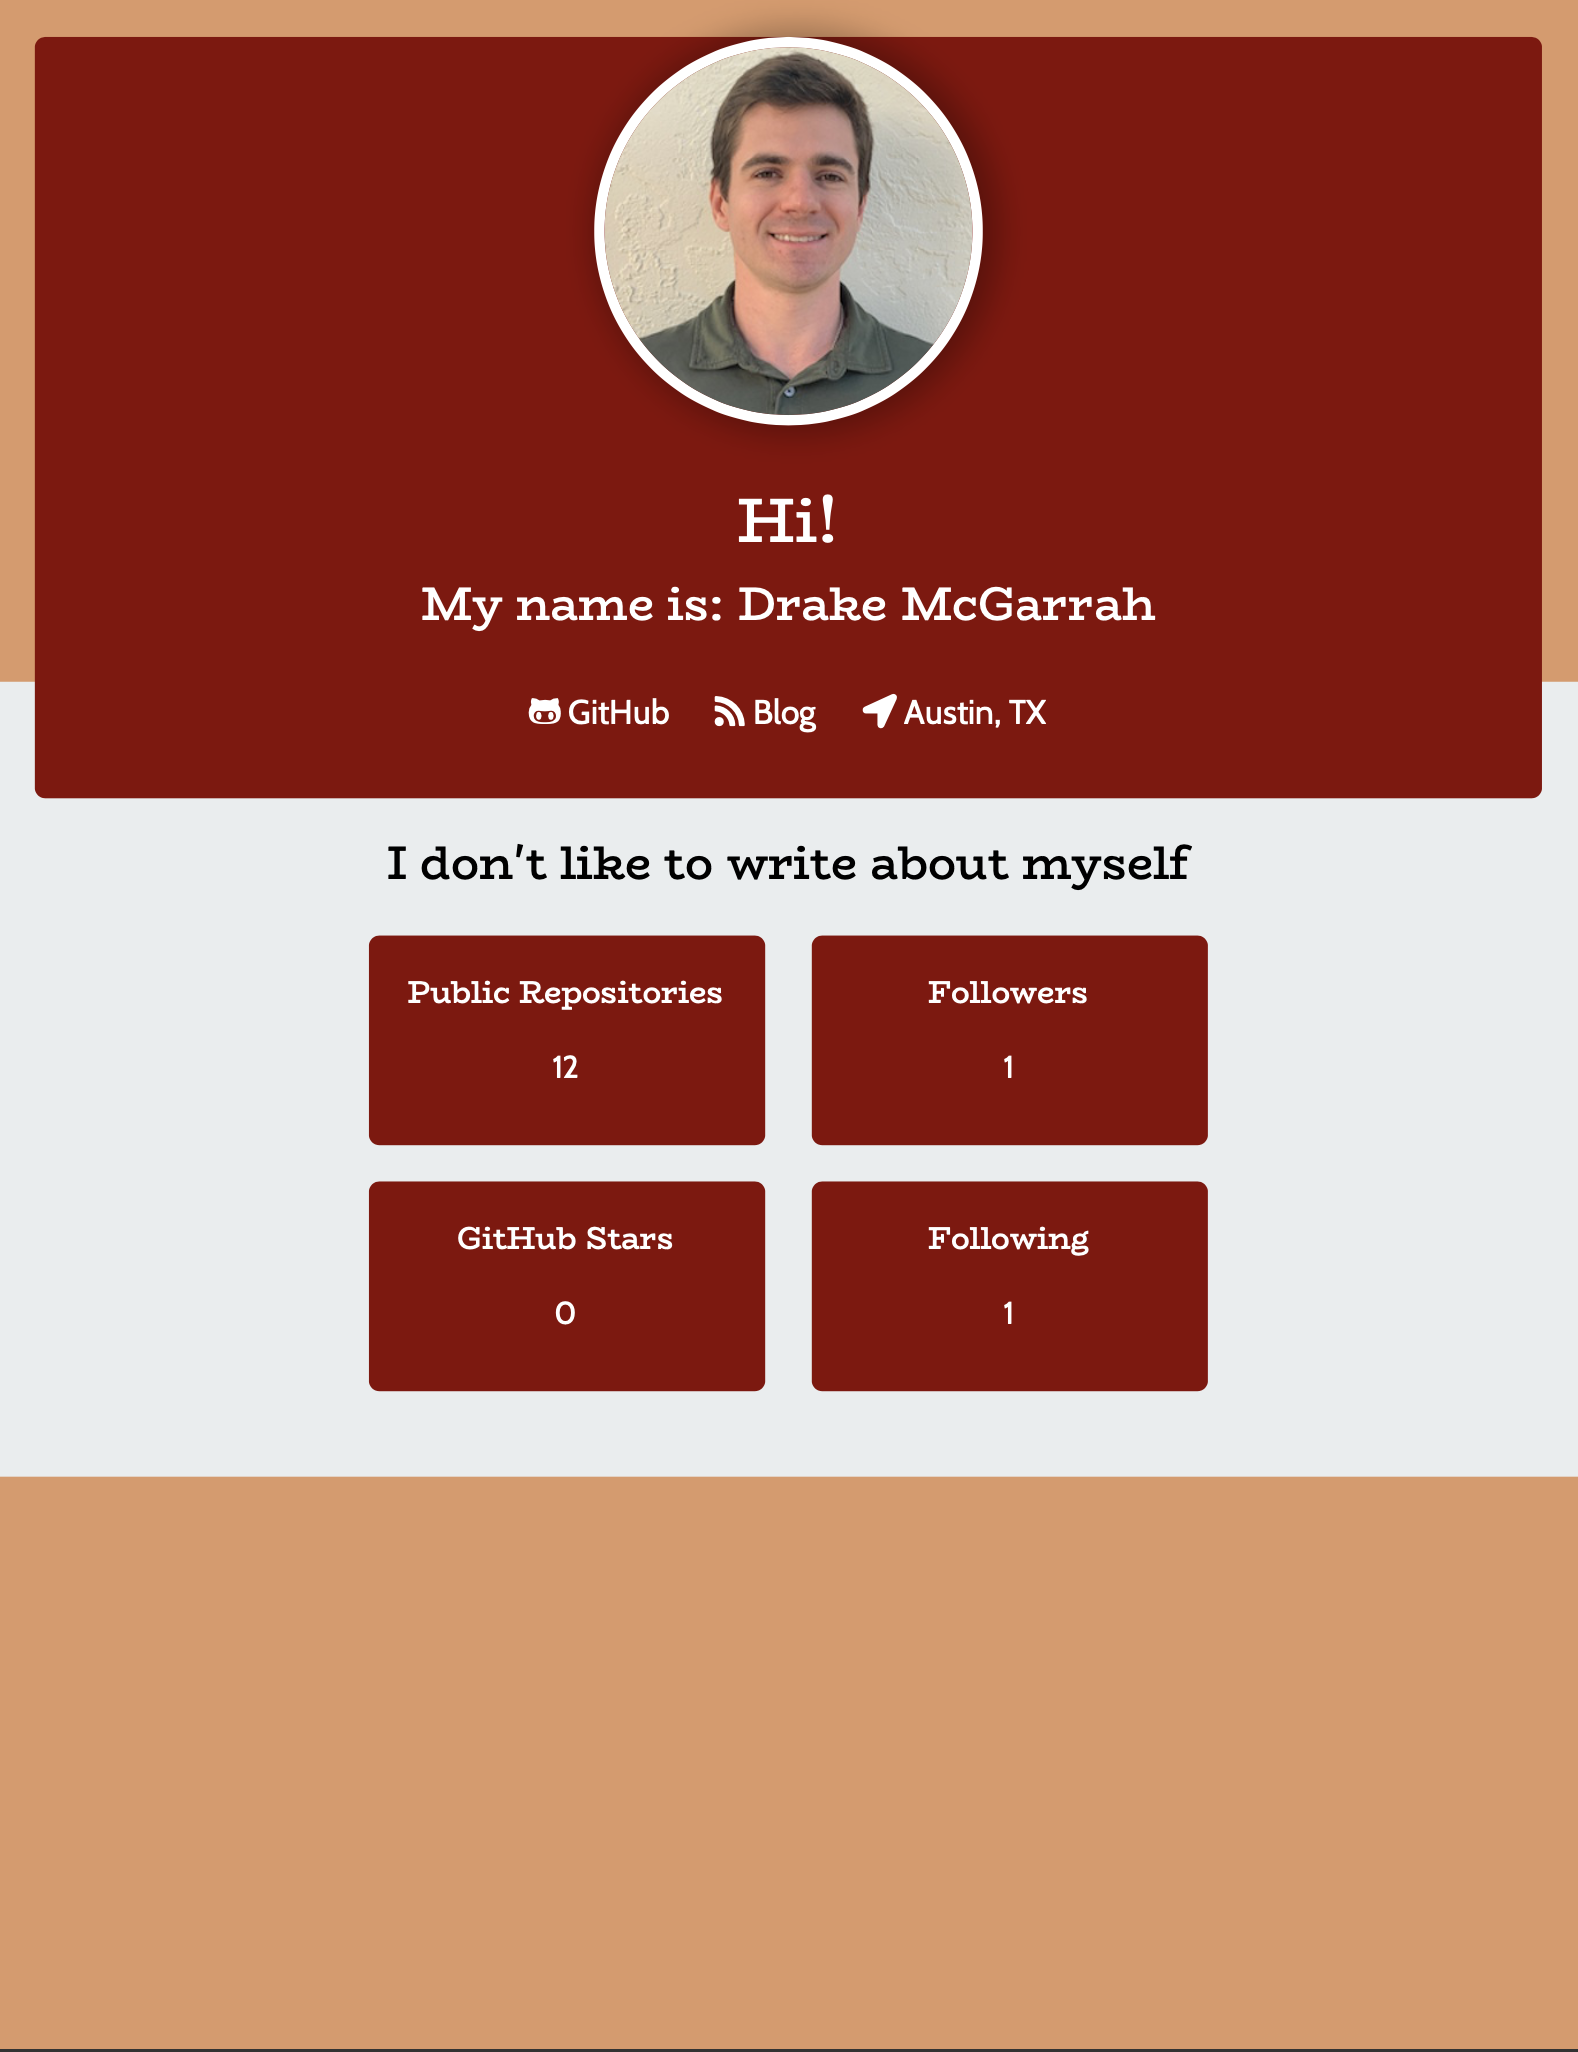 Hi!
My name is: Drake McGarrah
GitHub Blog Austin, TX
I don't like to write about myself
Public Repositories
12
Followers
1
GitHub Stars
0
Following
1